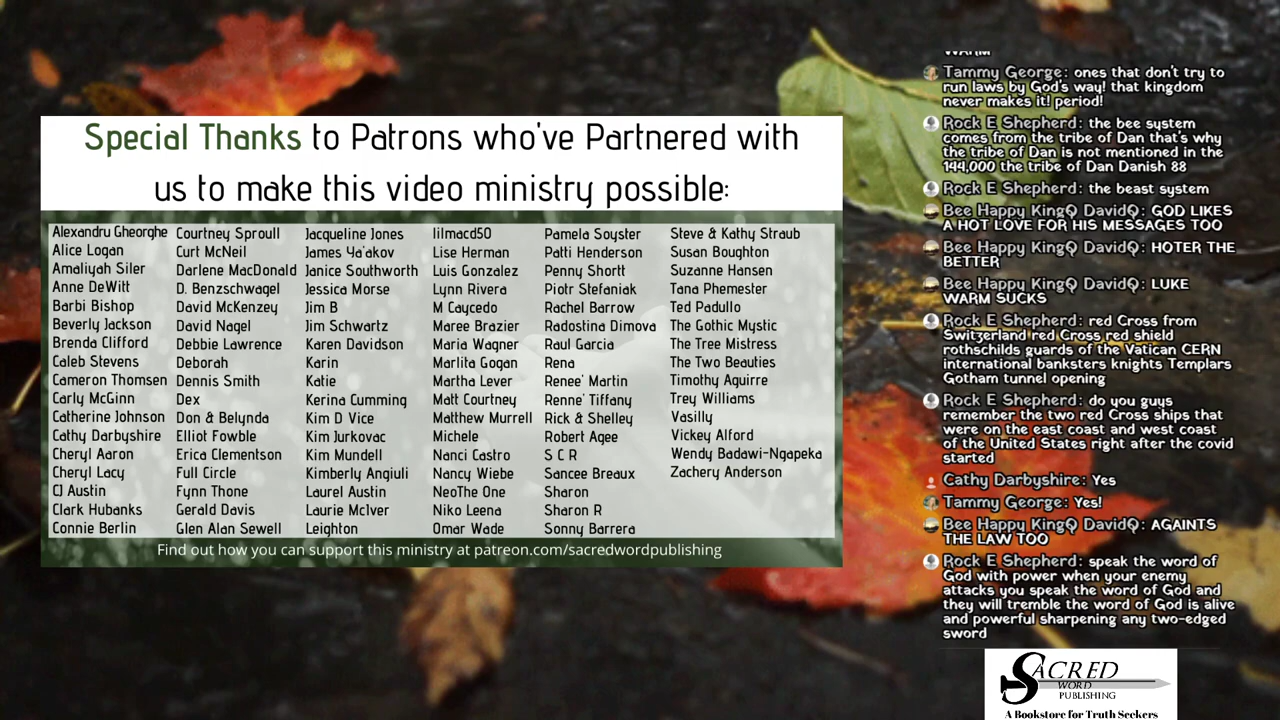 Special Thanks to Patrons who've Partnered with
us to make this video ministry possible:
Alexandru Gheorghe
Alice Logan
Amaliyah Siler
Anne DeWitt
Barbi Bishop
Beverly Jackson
Brenda Clifford
Caleb Stevens
Cameron Thomsen
Carly McGinn
Catherine Johnson
Cathy Darbyshire
Cheryl Aaron
Cheryl Lacy
CJ Austin
Clark Hubanks
Connie Berlin
Courtney Sproull
Curt McNeil
Darlene MacDonald
D. Benzschwagel
David McKenzey
David Nagel
Debbie Lawrence
Deborah
Dennis Smith
Dex
Don & Belynda
Elliot Fowble
Erica Clementson
Full Circle
Fynn Thone
Gerald Davis
Glen Alan Sewell
Jacqueline Jones
James Ya'akov
Janice Southworth
Jessica Morse
Jim B
Jim Schwartz
Karen Davidson
Karin
Katie
Kerina Cumming
Kim D Vice
Kim Jurkovac
Kim Mundell
Kimberly Angiuli
Laurel Austin
Laurie McIver
Leighton
lilmacd50
Lise Herman
Luis Gonzalez
Lynn Rivera
M Caycedo
Maree Brazier
Maria Wagner
Marlita Gogan
Martha Lever
Matt Courtney
Matthew Murrell
Michele
Nanci Castro
Nancy Wiebe
NeoThe One
Niko Leena
Omar Wade
Pamela Soyster
Patti Henderson
Penny Shortt
Piotr Stefaniak
Rachel Barrow
Radostina Dimova
Raul Garcia
Rena
Renee' Martin
Renne' Tiffany
Rick & Shelley
Robert Agee
S C R
Sancee Breaux
Sharon
Sharon R
Sonny Barrera
Steve & Kathy Straub
Susan Boughton
Suzanne Hansen
Tana Phemester
Ted Padullo
The Gothic Mystic
The Tree Mistress
The Two Beauties
Timothy Aguirre
Trey Williams
Vasilly
Vickey Alford
Wendy Badawi-Ngapeka
Zachery Anderson
Find out how you can support this ministry at patreon.com/sacredwordpublishing
WARM
Tammy George: ones that don't try to
run laws by God's way! that kingdom
never makes it! period!
Rock E Shepherd: the bee system
comes from the tribe of Dan that's why
the tribe of Dan is not mentioned in the
144,000 the tribe of Dan Danish 88
Rock E Shepherd: the beast system
Bee Happy KingQ DavidQ: GOD LIKES
A HOT LOVE FOR HIS MESSAGES TOO
Bee Happy KingQ DavidQ: HOTER THE
BETTER
Bee Happy KingQ DavidQ: LUKE
WARM SUCKS
Rock E Shepherd: red Cross from
Switzerland red Cross red shield
rothschilds guards of the Vatican CERN
international banksters knights Templars
Gotham tunnel opening
Rock E Shepherd: do you guys
remember the two red Cross ships that
were on the east coast and west coast
of the United States right after the covid
started
Cathy Darbyshire: Yes
Tammy George: Yes!
Bee Happy KingQ DavidQ: AGAINTS
THE LAW TOO
Rock E Shepherd: speak the word of
God with power when your enemy
attacks you speak the word of God and
they will tremble the word of God is alive
and powerful sharpening any two-edged
sword
SACRED
WORD
PUBLISHING
A Bookstore for Truth Seekers